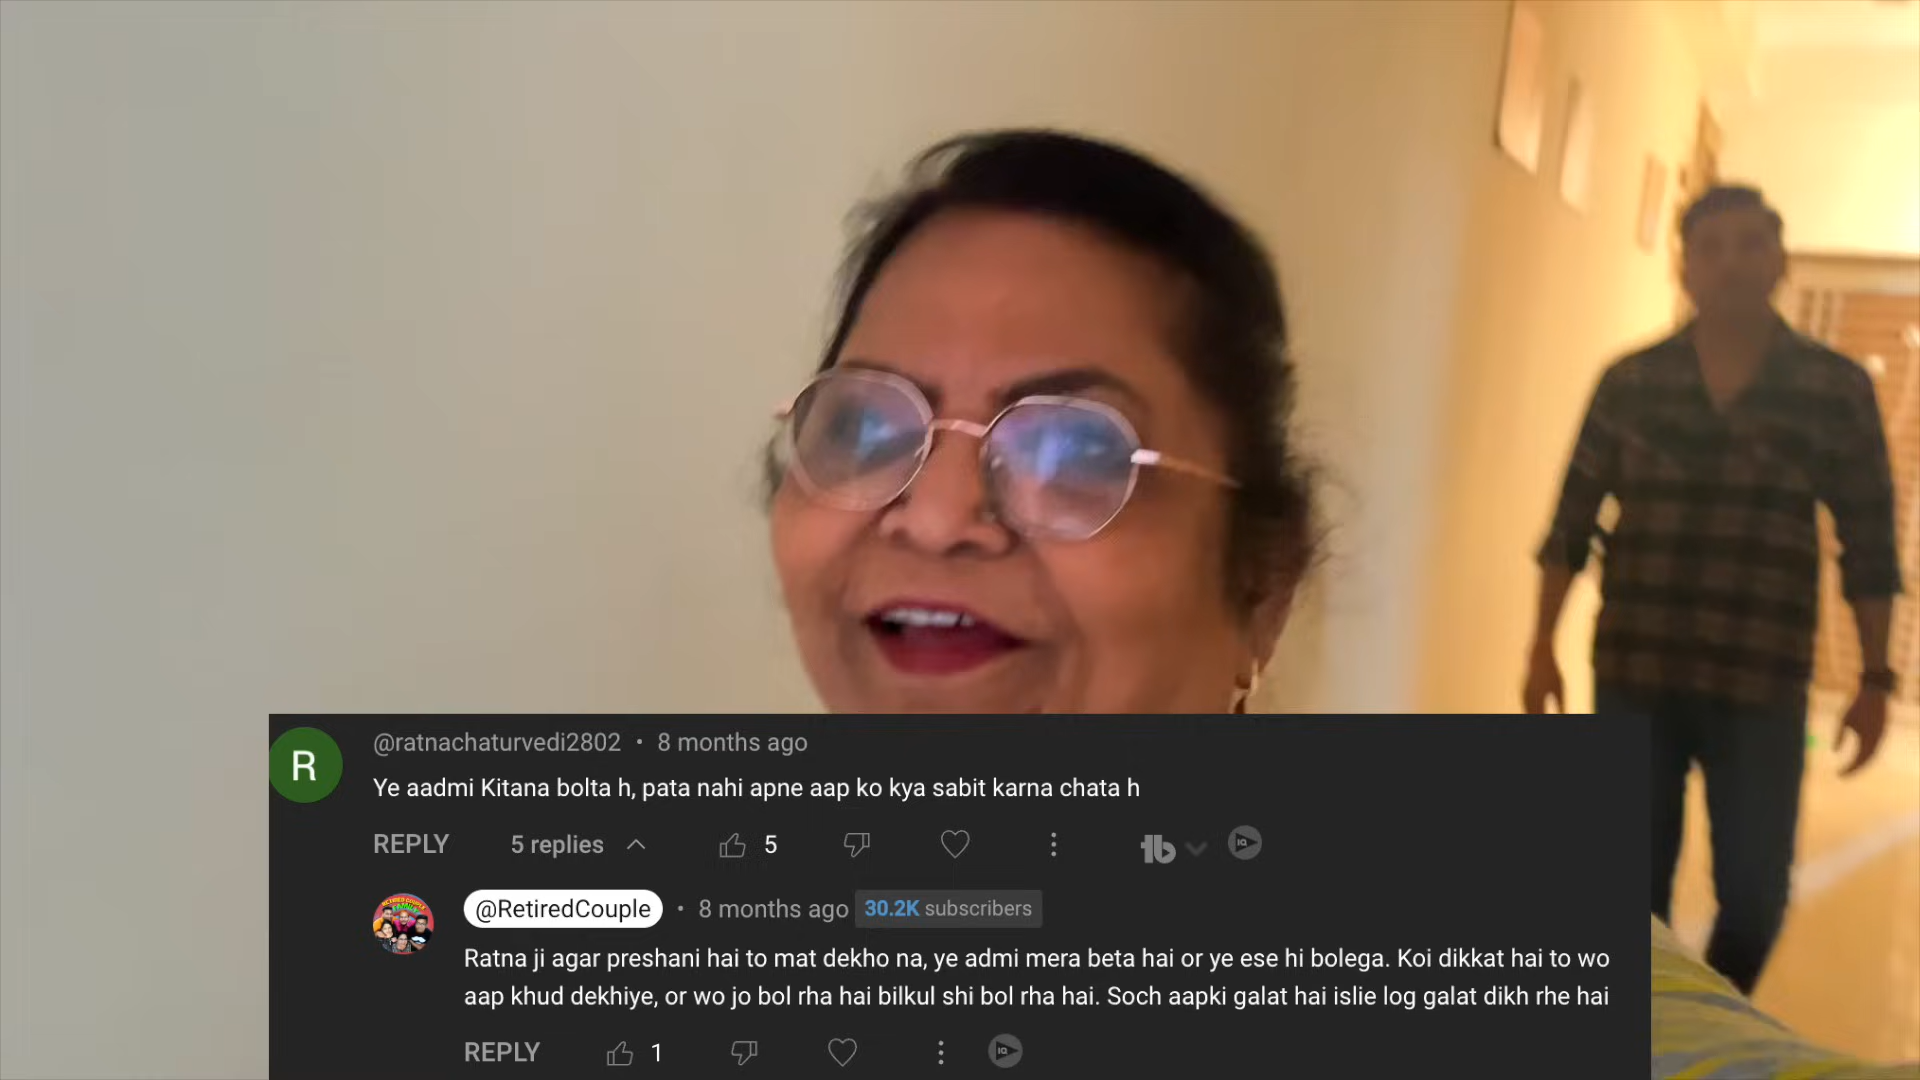 R
@ratnachaturvedi2802 • 8 months ago
Ye aadmi Kitana bolta h, pata nahi apne aap ko kya sabit karna chata h
REPLY 5 replies 5
@RetiredCouple • 8 months ago 30.2K subscribers
Ratna ji agar preshani hai to mat dekho na, ye admi mera beta hai or ye ese hi bolega. Koi dikkat hai to wo
aap khud dekhiye, or wo jo bol rha hai bilkul shi bol rha hai. Soch aapki galat hai islie log galat dikh rhe hai
REPLY 1